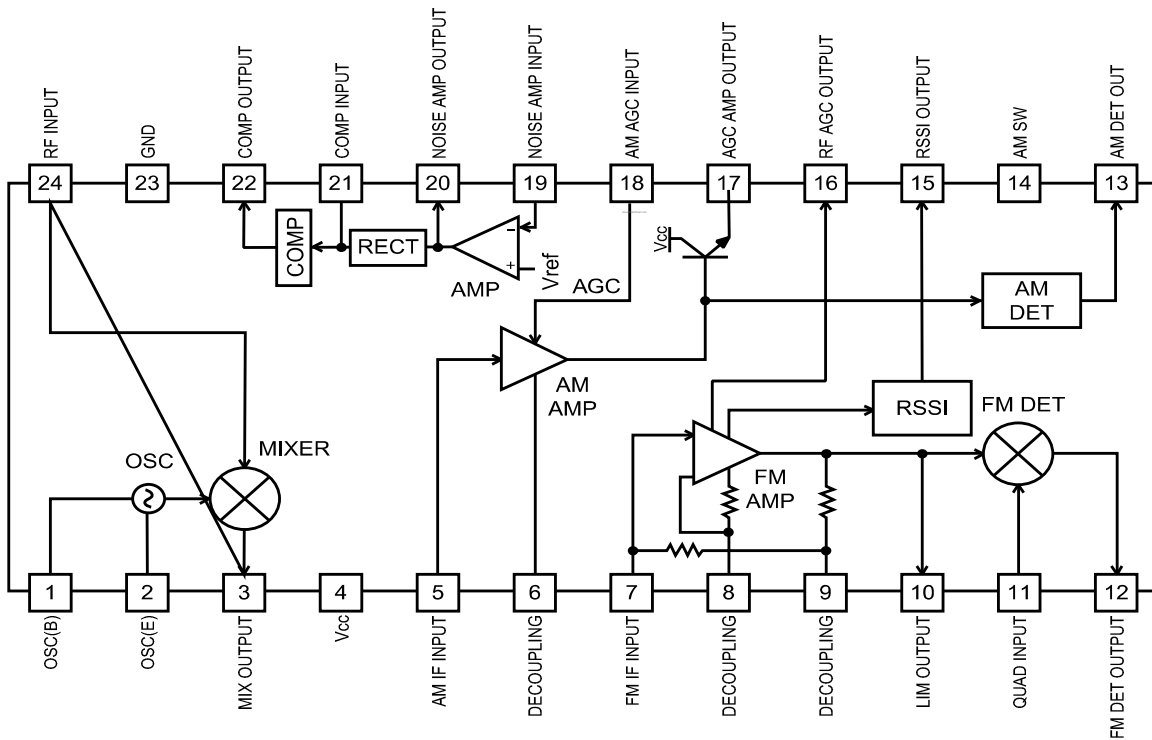 RF INPUT
GND
COMP OUTPUT
COMP INPUT
NOISE AMP OUTPUT
NOISE AMP INPUT
AM AGC INPUT
AGC AMP OUTPUT
RF AGC OUTPUT
RSSI OUTPUT
AM SW
AM DET OUT
24
23
22
21
20
19
18
17
16
15
14
13
COMP
RECT
AMP
Vref
AGC
Vcc
AM
DET
AM
AMP
RSSI
FM DET
OSC
MIXER
FM
AMP
1
2
3
4
5
6
7
8
9
10
11
12
OSC(B)
OSC(E)
MIX OUTPUT
Vcc
AM IF INPUT
DECOUPLING
FM IF INPUT
DECOUPLING
DECOUPLING
LIM OUTPUT
QUAD INPUT
FM DET OUTPUT